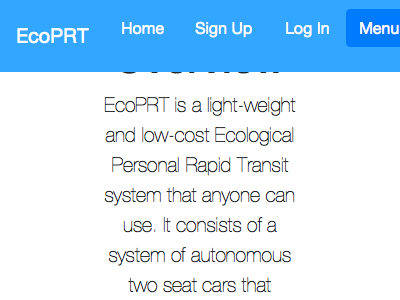 EcoPRT Home Sign Up Log In Menu
EcoPRT is a light-weight
and low-cost Ecological
Personal Rapid Transit
system that anyone can
use. It consists of a
system of autonomous
two seat cars that